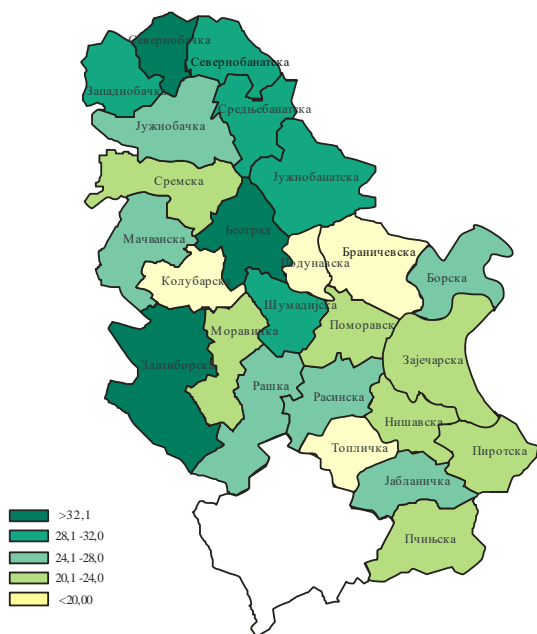 Севернобачка
Севернобанатска
Западнобачка
Средњебанатска
Јужнобачка
Јужнобанатска
Сремска
Београд
Мачванска
Браничевска
Подунавска
Борска
Колубарска
Шумадијска
Моравичка
Поморавска
Зајечарска
Златиборска
Рашка
Расинска
Нишавска
Топличка
Пиротска
Јабланичка
Пчињска
>32,1
28,1-32,0
24,1-28,0
20,1-24,0
<20,00